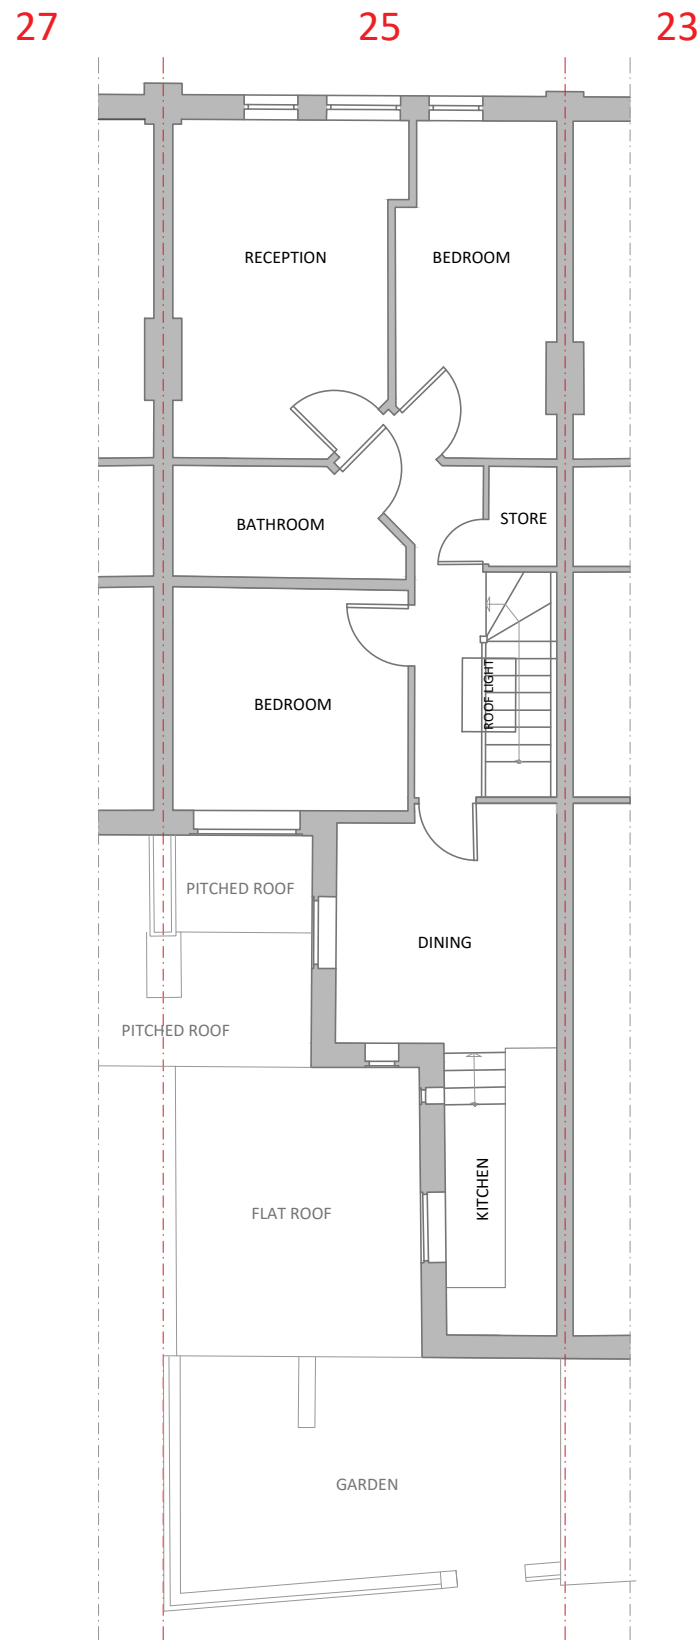 27
25
23
RECEPTION
BEDROOM
BATHROOM
STORE
BEDROOM
ROOF LIGHT
PITCHED ROOF
DINING
PITCHED ROOF
KITCHEN
FLAT ROOF
GARDEN